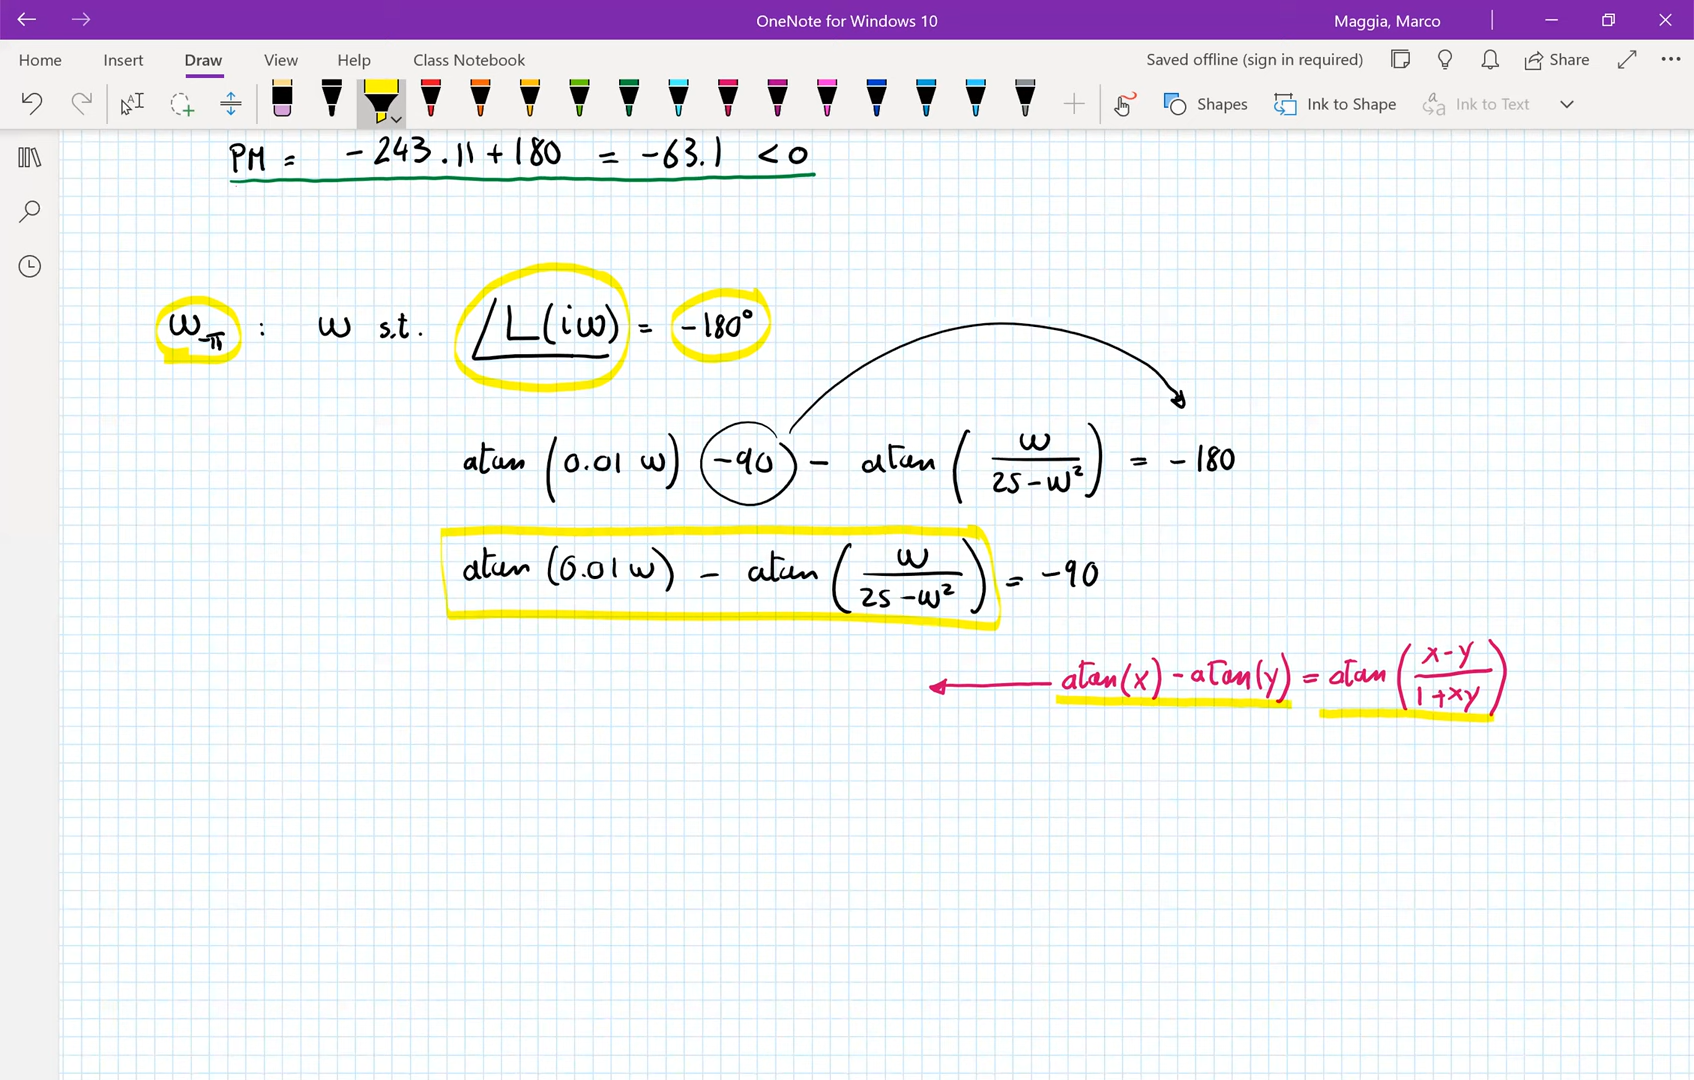 OneNote for Windows 10
Maggia, Marco
Home Insert Draw View Help Class Notebook
Saved offline (sign in required) Share
Shapes Ink to Shape Ink to Text
PM = -243.11 + 180 = -63.1 < 0
ω_-π : ω s.t. ∠L(iω) = -180°
atan (0.01 ω) -90 - atan (ω / (25-ω²)) = -180
atan (0.01 ω) - atan (ω / (25-ω²)) = -90
atan(x) - atan(y) = atan ((x-y) / (1+xy))